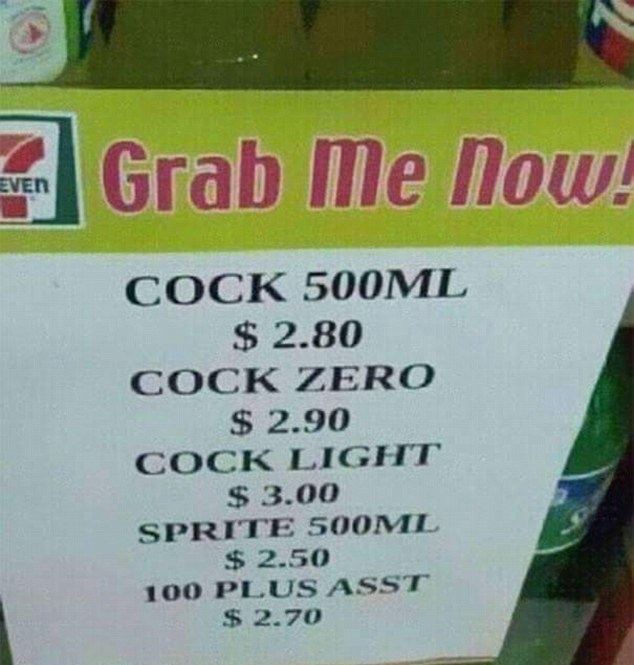 EVEn
Grab Me Now!
COCK 500ML
$ 2.80
COCK ZERO
$ 2.90
COCK LIGHT
$ 3.00
SPRITE 500ML
$ 2.50
100 PLUS ASST
$ 2.70